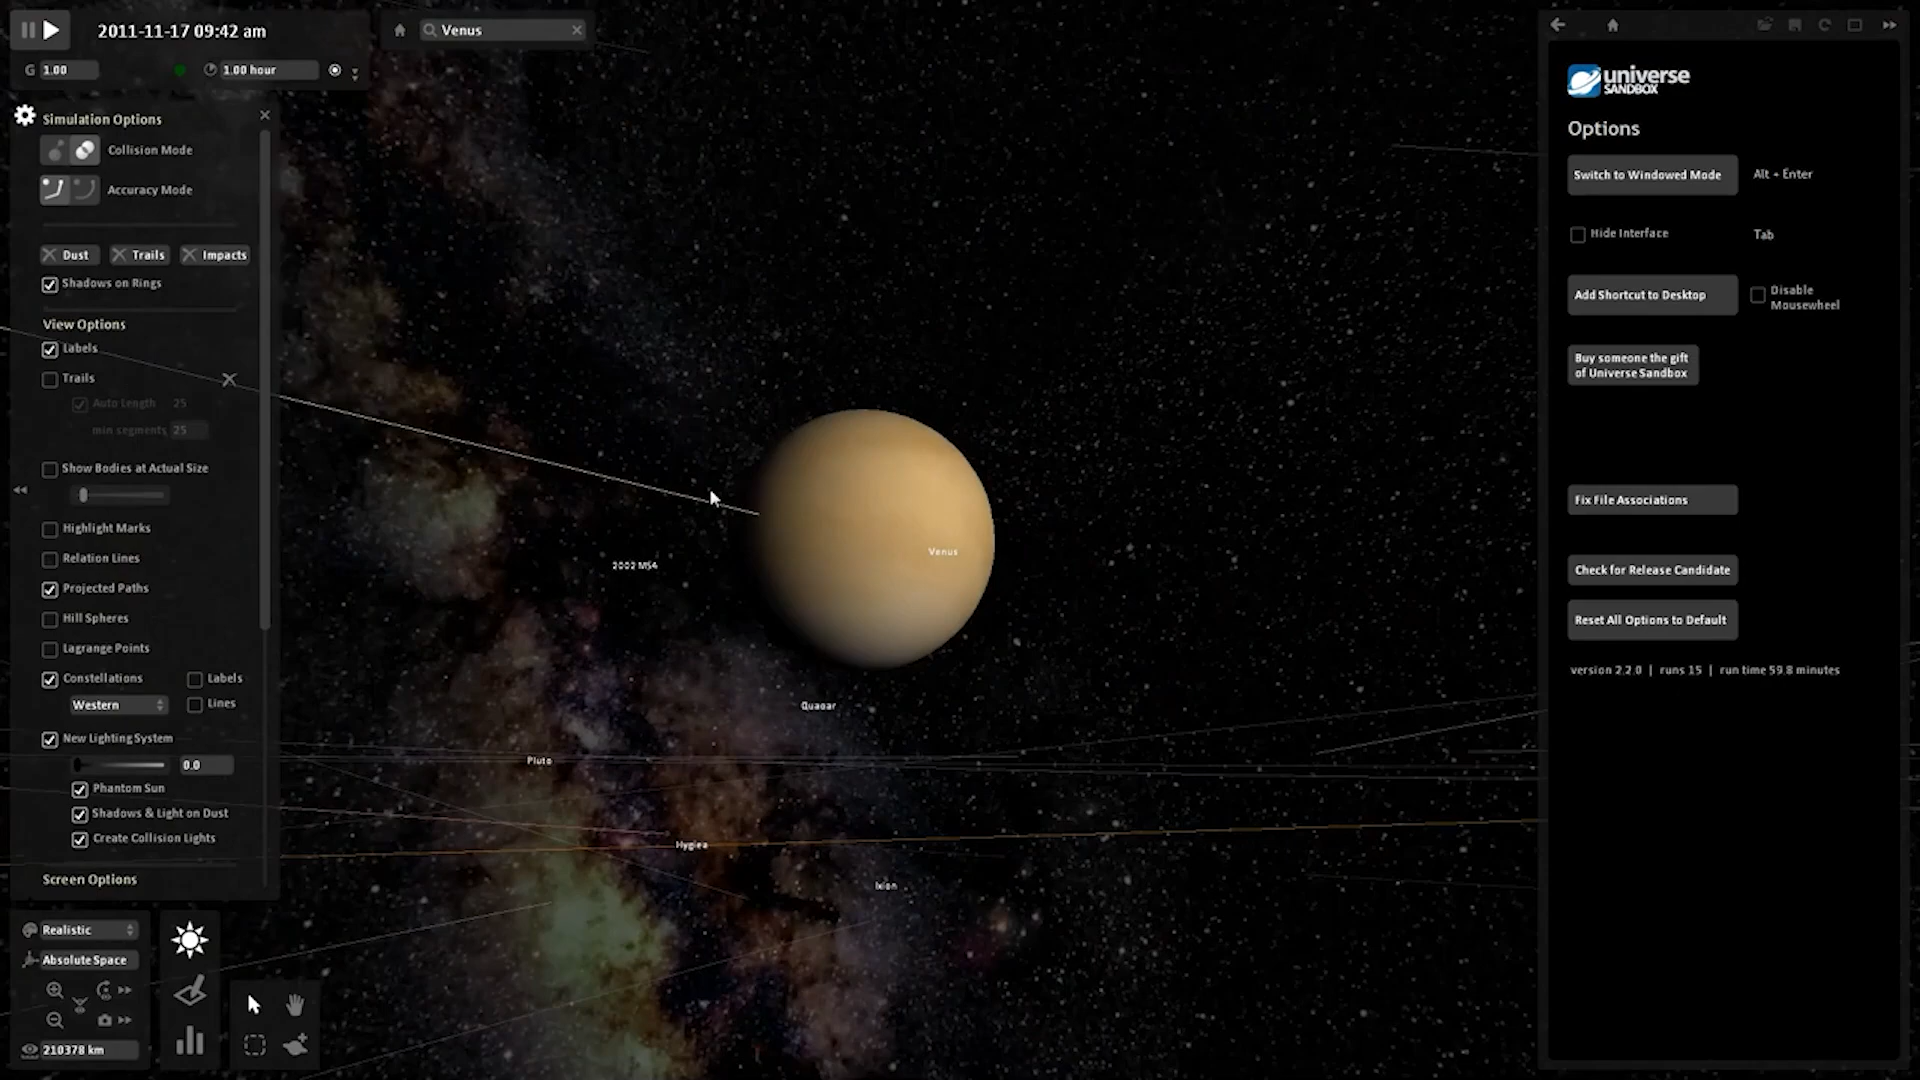 2011-11-17 09:42 am
Venus
G 1.00
1.00 hour
Simulation Options
Collision Mode
Accuracy Mode
Dust Trails Impacts
Shadows on Rings
View Options
Labels
Trails
Auto Length 25
min segments 25
Show Bodies at Actual Size
Highlight Marks
Relation Lines
Projected Paths
Hill Spheres
Lagrange Points
Constellations Labels
Western Lines
New Lighting System
0.0
Phantom Sun
Shadows & Light on Dust
Create Collision Lights
Screen Options
Realistic
Absolute Space
210378 km
Venus
2002 MS4
Quaoar
Pluto
Hygiea
Ixion
universe
SANDBOX
Options
Switch to Windowed Mode Alt + Enter
Hide Interface Tab
Add Shortcut to Desktop
Disable
Mousewheel
Buy someone the gift
of Universe Sandbox
Fix File Associations
Check for Release Candidate
Reset All Options to Default
version 2.2.0 | runs 15 | run time 59.8 minutes